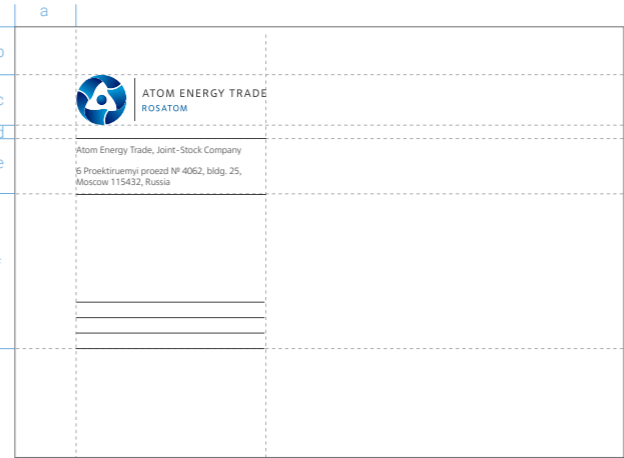 a
c
d
e
ATOM ENERGY TRADE
ROSATOM
Atom Energy Trade, Joint-Stock Company
6 Proektiruemyi proezd № 4062, bldg. 25,
Moscow 115432, Russia